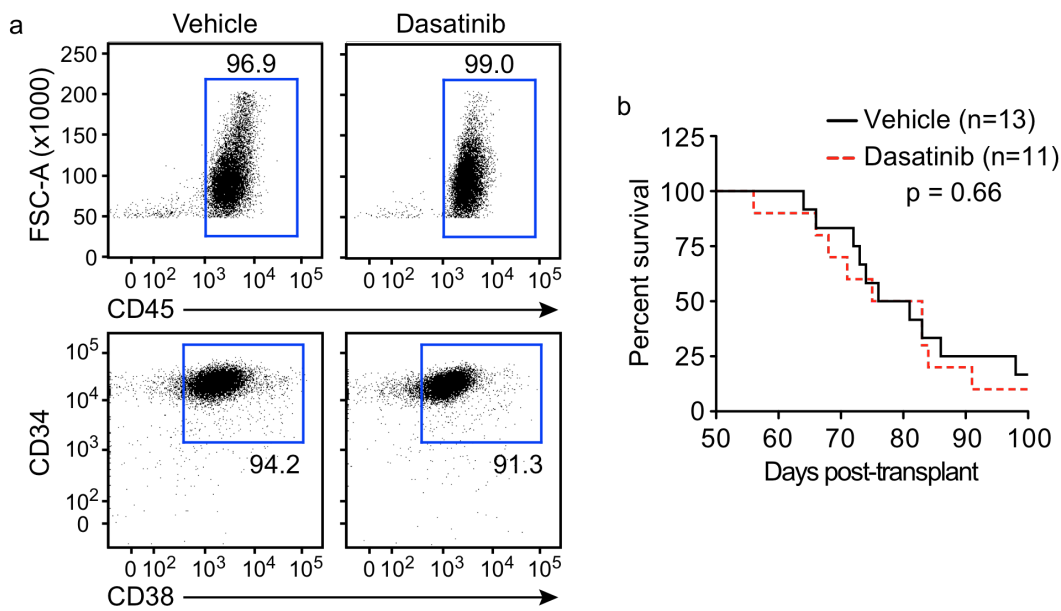 a
Vehicle
Dasatinib
FSC-A (x1000)
250
200
150
100
50
0
96.9
99.0
0 10² 10³ 10⁴ 10⁵
0 10² 10³ 10⁴ 10⁵
CD45
CD34
10⁵
10⁴
10³
10²
0
94.2
91.3
0 10² 10³ 10⁴ 10⁵
0 10² 10³ 10⁴ 10⁵
CD38
b
Vehicle (n=13)
Dasatinib (n=11)
p = 0.66
Percent survival
125
100
75
50
25
0
50 60 70 80 90 100
Days post-transplant